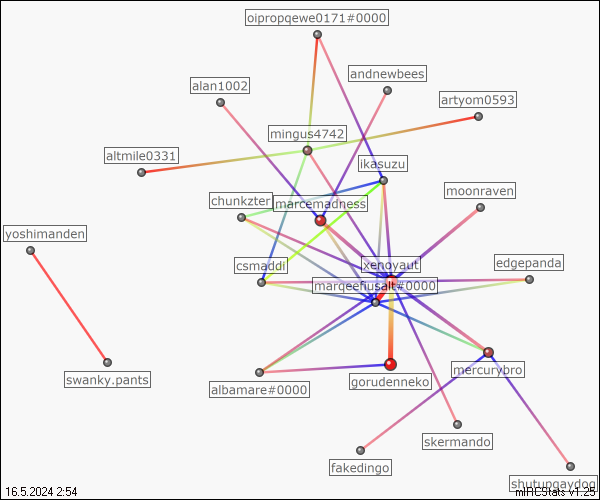 oipropqewe0171#0000
andnewbees
alan1002
artyom0593
mingus4742
altmile0331
ikasuzu
moonraven
chunkzter
marcemadness
yoshimanden
csmaddi
xenoyaut
edgepanda
marqeefiusalt#0000
mercurybro
swanky.pants
albamare#0000
gorudenneko
skermando
fakedingo
shutupgaydog
16.5.2024 2:54
mIRCStats v1.25